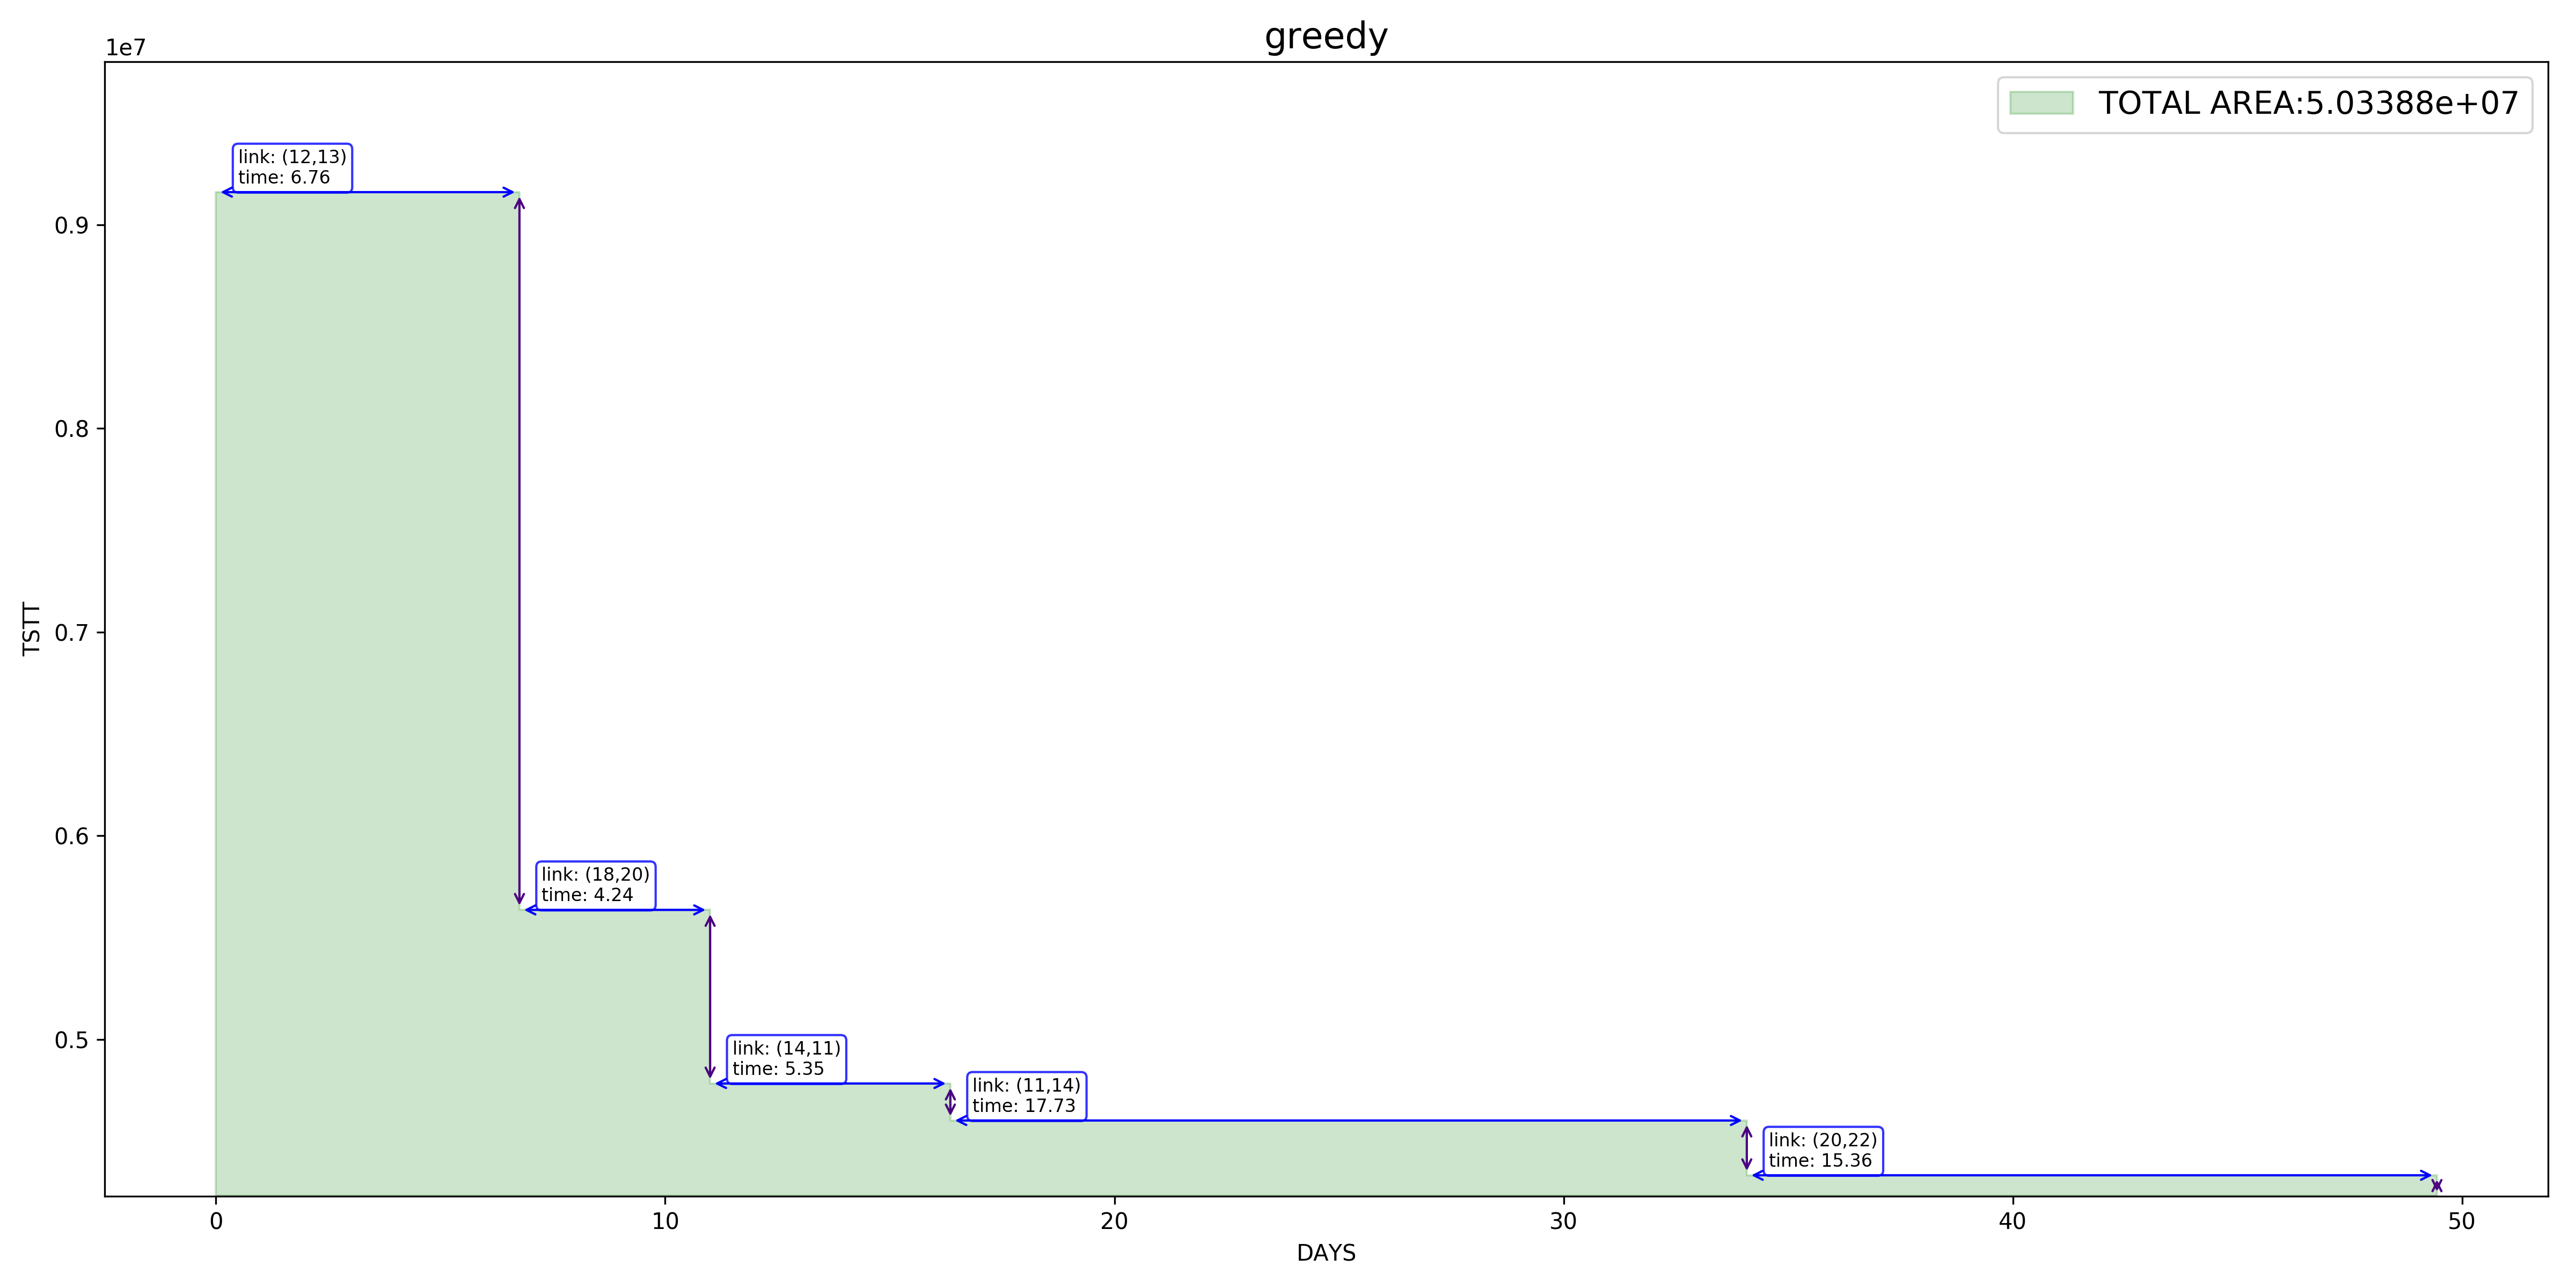 greedy
1e7
TOTAL AREA:5.03388e+07
link: (12,13)
time: 6.76
0.9
0.8
0.7
TSTT
0.6
link: (18,20)
time: 4.24
0.5
link: (14,11)
time: 5.35
link: (11,14)
time: 17.73
link: (20,22)
time: 15.36
0 10 20 30 40 50
DAYS